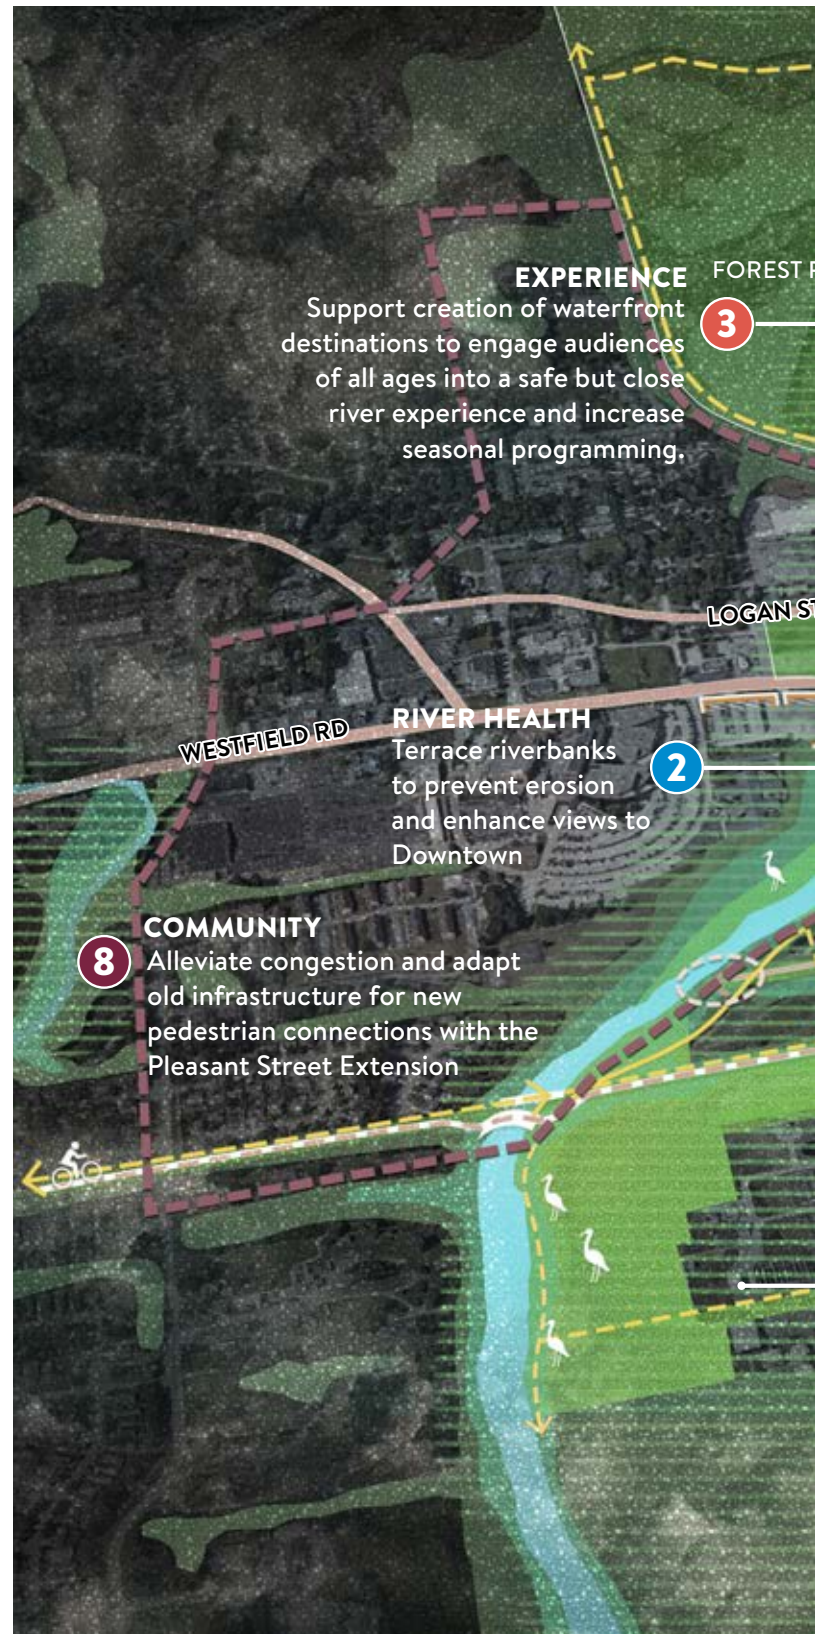 EXPERIENCE
Support creation of waterfront
destinations to engage audiences
of all ages into a safe but close
river experience and increase
seasonal programming.
FOREST
3
LOGAN ST
WESTFIELD RD
RIVER HEALTH
Terrace riverbanks
to prevent erosion
and enhance views to
Downtown
2
COMMUNITY
8
Alleviate congestion and adapt
old infrastructure for new
pedestrian connections with the
Pleasant Street Extension